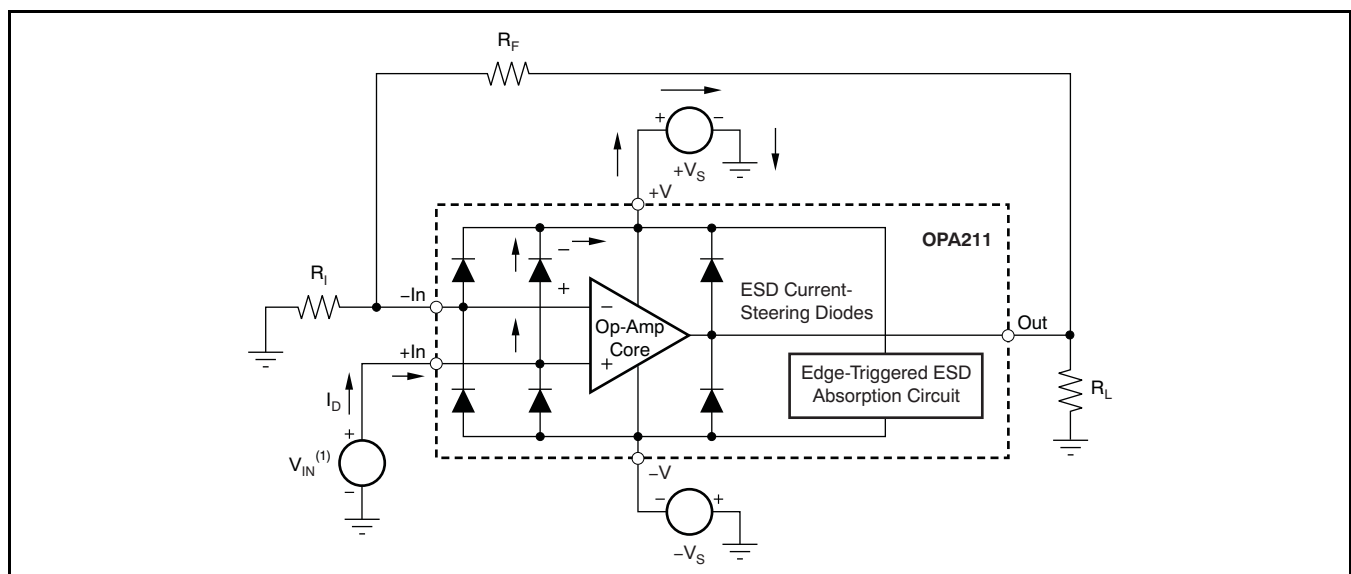 R_F
+ −
+V_S
+V
OPA211
−
+
R_I
−In
−
Op-Amp
Core
+
ESD Current-
Steering Diodes
Out
+In
Edge-Triggered ESD
Absorption Circuit
R_L
I_D
+
V_IN^(1)
−
−V
− +
−V_S